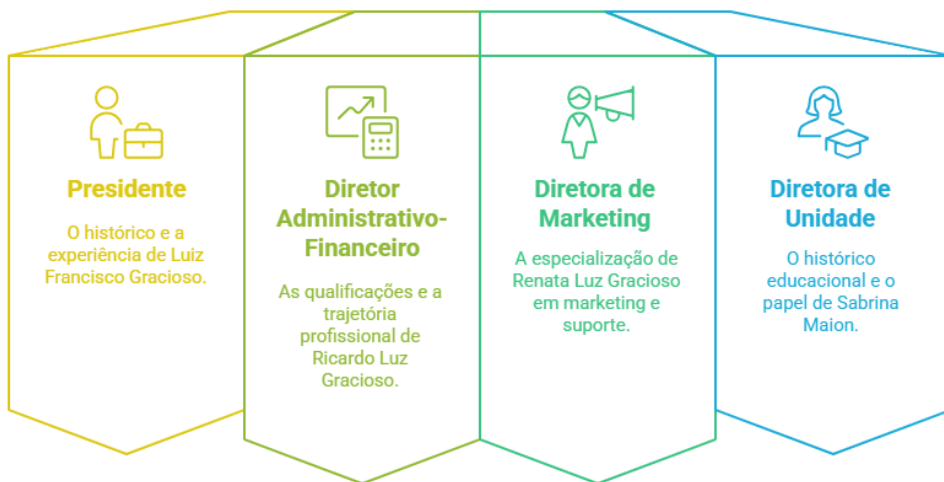 Presidente
O histórico e a
experiência de Luiz
Francisco Gracioso.
Diretor
Administrativo-
Financeiro
As qualificações e a
trajetória
profissional de
Ricardo Luz
Gracioso.
Diretora de
Marketing
A especialização de
Renata Luz Gracioso
em marketing e
suporte.
Diretora de
Unidade
O histórico
educacional e o
papel de Sabrina
Maion.